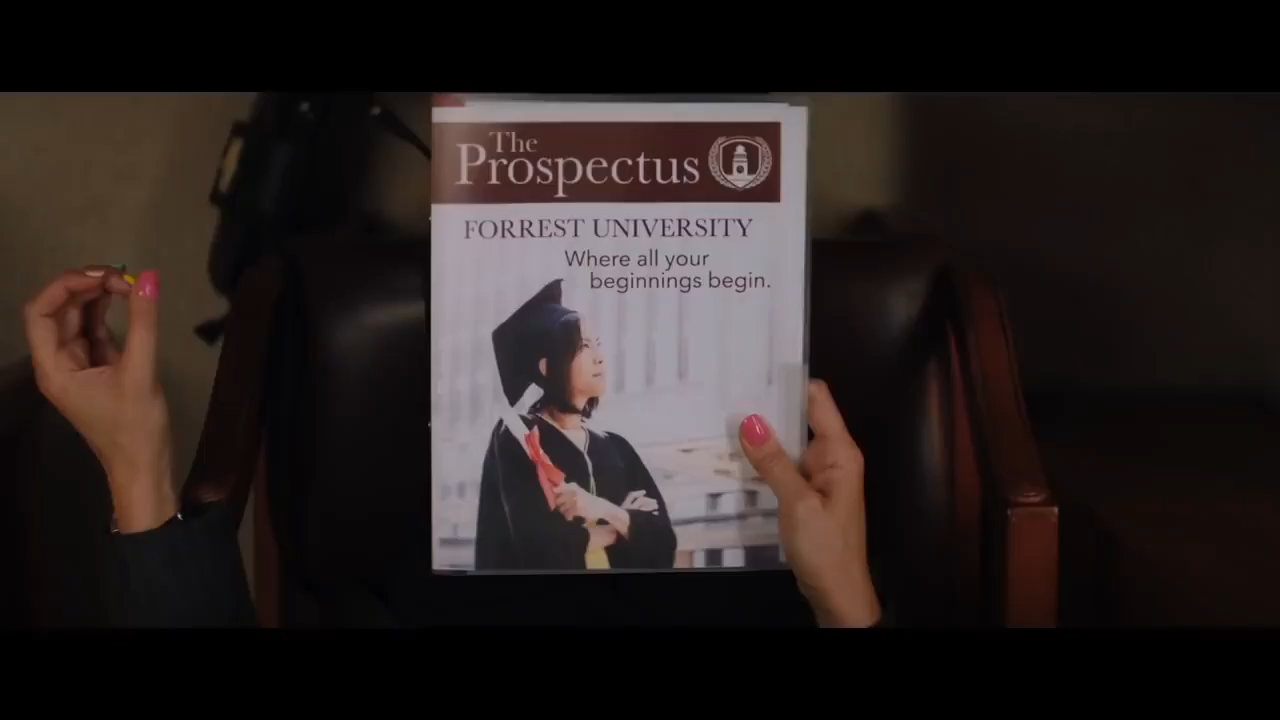 The
Prospectus
FORREST UNIVERSITY
Where all your
beginnings begin.